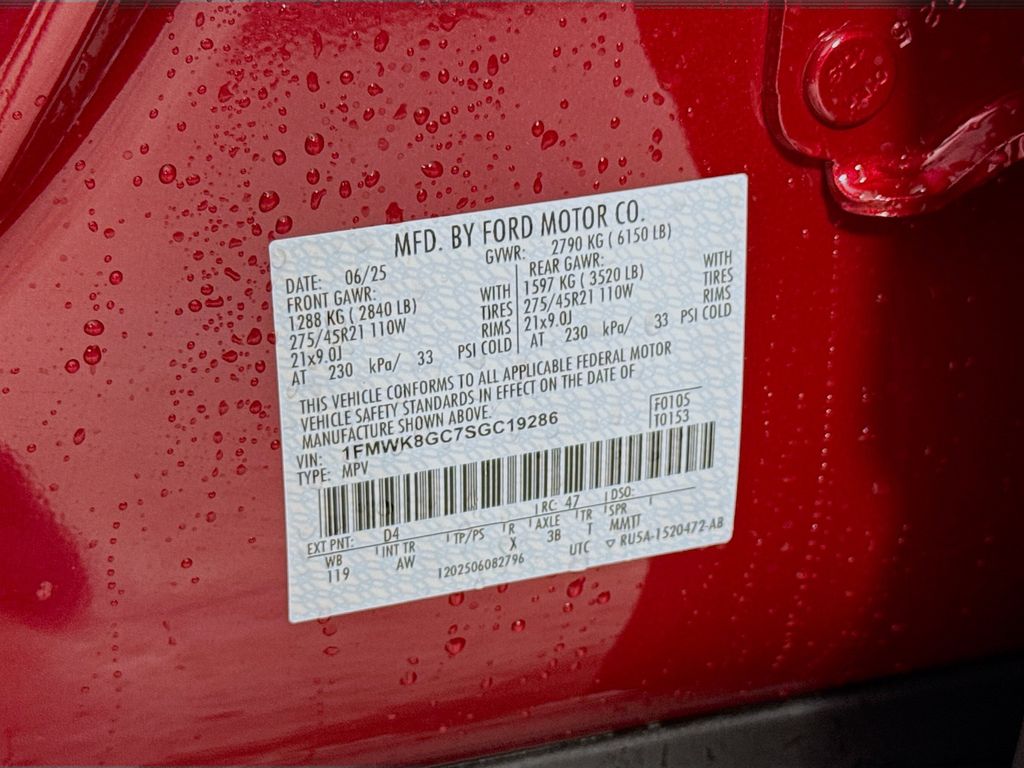 MFD. BY FORD MOTOR CO.
DATE: 06/25 GVWR: 2790 KG ( 6150 LB)
FRONT GAWR: REAR GAWR:
1288 KG ( 2840 LB) WITH 1597 KG ( 3520 LB) WITH
275/45R21 110W TIRES 275/45R21 110W TIRES
21x9.0J RIMS 21x9.0J RIMS
AT 230 kPa/ 33 PSI COLD AT 230 kPa/ 33 PSI COLD
THIS VEHICLE CONFORMS TO ALL APPLICABLE FEDERAL MOTOR
VEHICLE SAFETY STANDARDS IN EFFECT ON THE DATE OF
MANUFACTURE SHOWN ABOVE.
VIN: 1FMWK8GC7SGC19286 F0105
TYPE: MPV T0153
EXT PNT: D4 RC: 47 DSO:
WB INT TR TP/PS R AXLE TR SPR
119 AW X 3B T MMTT
1202506082796 UTC ▽ RU5A-1520472-AB